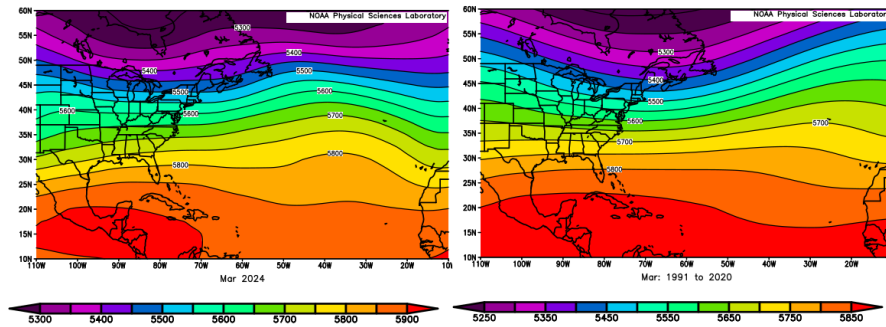 NOAA Physical Sciences Laboratory
60N
55N
50N
45N
40N
35N
30N
25N
20N
15N
10N
5300
5400
5400
5500
5500
5600
5600
5600
5700
5800
5800
110W
100W
90W
80W
70W
60W
50W
40W
30W
20W
Mar 2024
5300
5400
5500
5600
5700
5800
5900
NOAA Physical Sciences Laborator
60N
55N
50N
45N
40N
35N
30N
25N
20N
15N
10N
5300
5400
5500
5600
5700
5700
5800
110W
100W
90W
80W
70W
60W
50W
40W
30W
20W
Mar: 1991 to 2020
5250
5350
5450
5550
5650
5750
5850